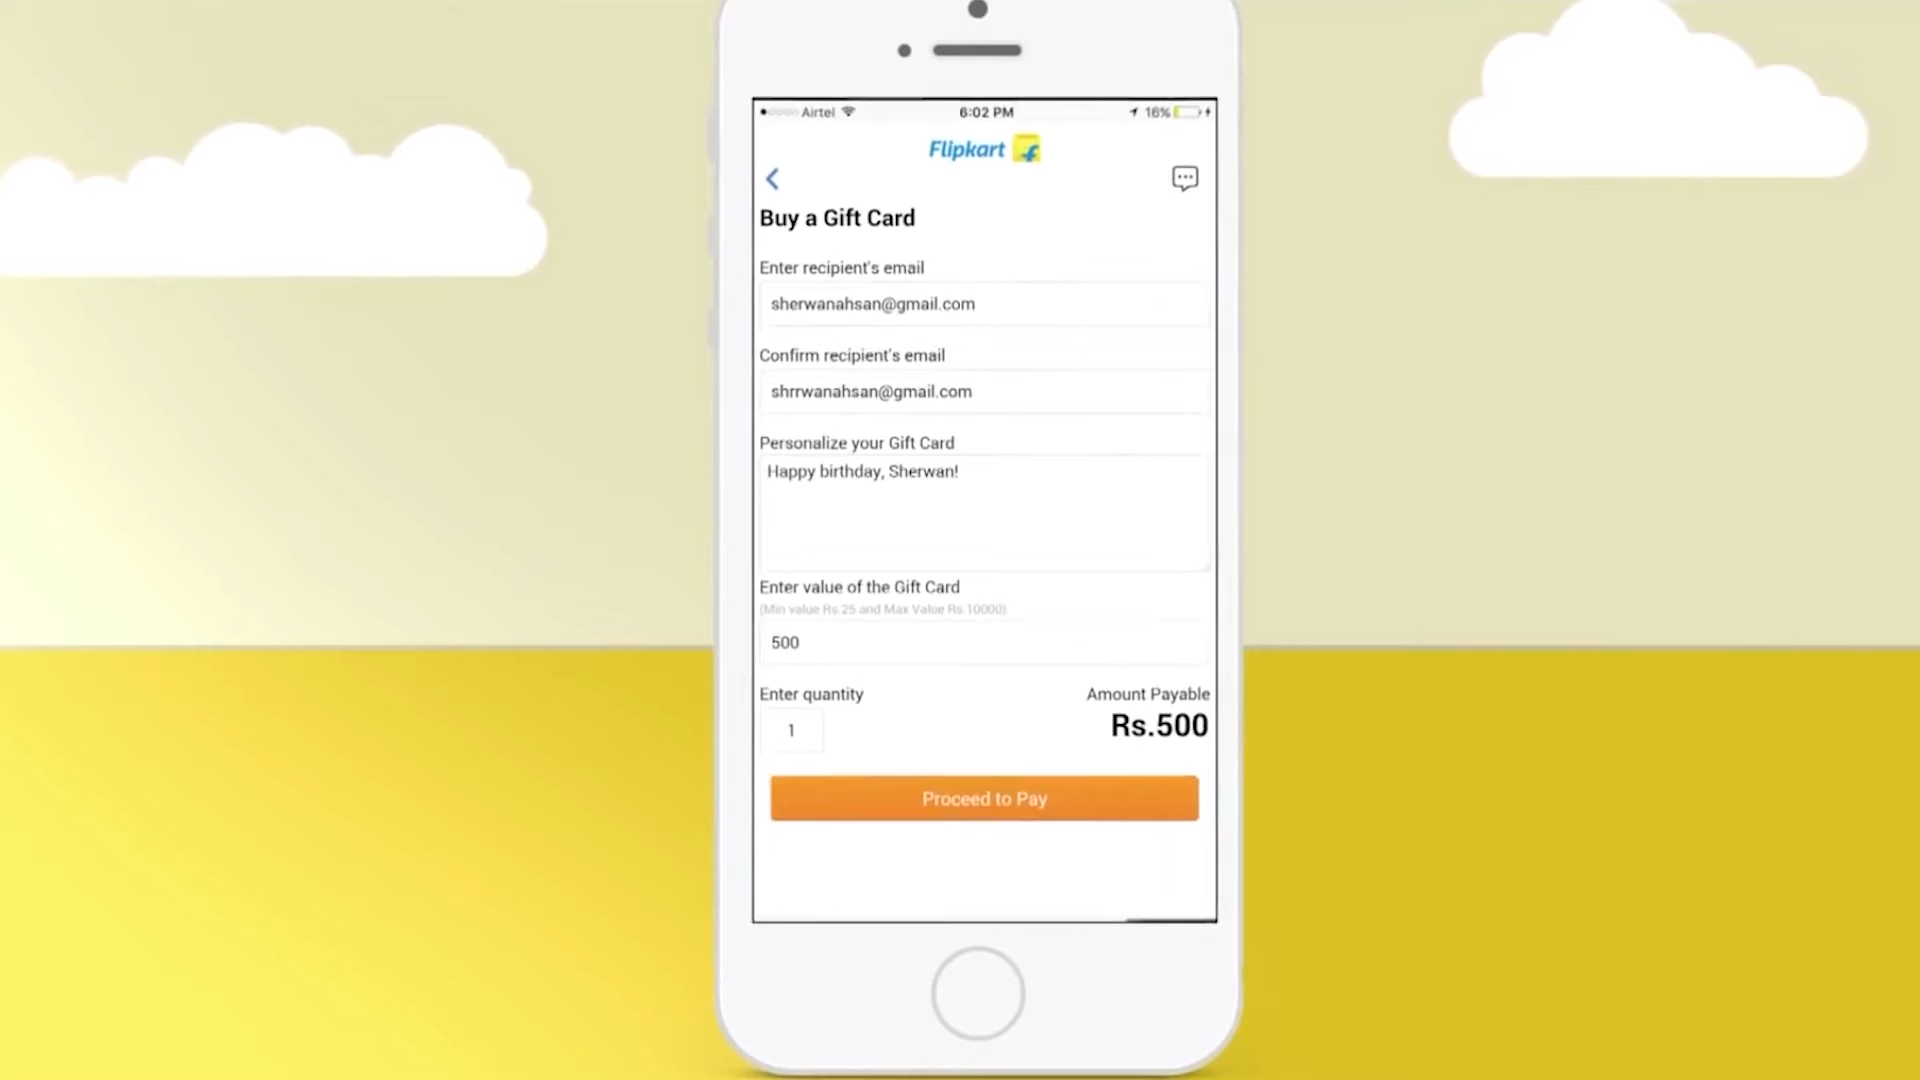 Airtel 6:02 PM 16%
Flipkart
Buy a Gift Card
Enter recipient's email
sherwanahsan@gmail.com
Confirm recipient's email
shrrwanahsan@gmail.com
Personalize your Gift Card
Happy birthday, Sherwan!
Enter value of the Gift Card
(Min value Rs.25 and Max Value Rs.10000)
500
Enter quantity
1
Amount Payable
Rs.500
Proceed to Pay